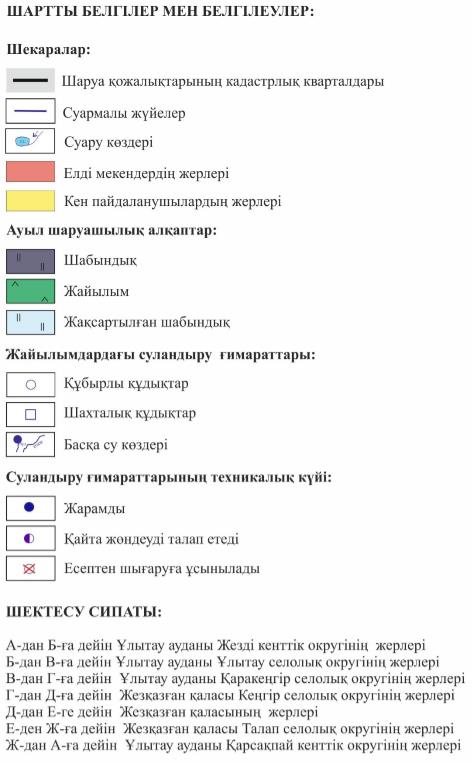 ШАРТТЫ БЕЛГІЛЕР МЕН БЕЛГІЛЕУЛЕР:
Шекаралар:
Шаруа қожалықтарының кадастрлық кварталдары
Суармалы жүйелер
Суару көздері
Елді мекендердің жерлері
Кен пайдаланушылардың жерлері
Ауыл шаруашылық алқаптар:
Шабындық
Жайылым
Жақсартылған шабындық
Жайылымдардағы суландыру ғимараттары:
Құбырлы құдықтар
Шахталық құдықтар
Басқа су көздері
Суландыру ғимараттарының техникалық күйі:
Жарамды
Қайта жөндеуді талап етеді
Есептен шығаруға ұсынылады
ШЕКТЕСУ СИПАТЫ:
А-дан Б-ға дейін Ұлытау ауданы Жезді кенттік округінің жерлері
Б-дан В-ға дейін Ұлытау ауданы Ұлытау селолық округінің жерлері
В-дан Г-ға дейін Ұлытау ауданы Қаракеңгір селолық округінің жерлері
Г-дан Д-ға дейін Жезқазған қаласы Кеңгір селолық округінің жерлері
Д-дан Е-ге дейін Жезқазған қаласының жерлері
Е-ден Ж-ға дейін Жезқазған қаласы Талап селолық округінің жерлері
Ж-дан А-ға дейін Ұлытау ауданы Қарсақпай кенттік округінің жерлері